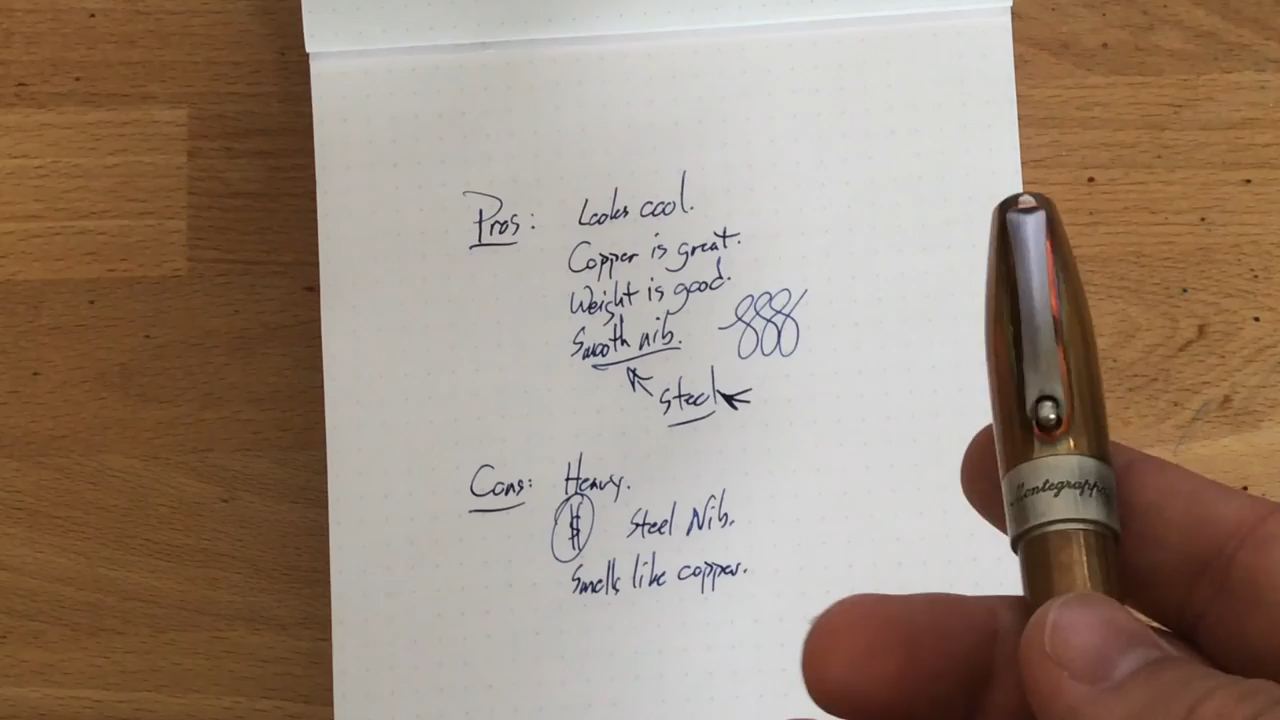 Pros: Looks cool.
Copper is great.
Weight is good.
Smooth nib.
Steel
Cons: Heavy.
$ Steel Nib.
Smells like copper.
Montegrappa